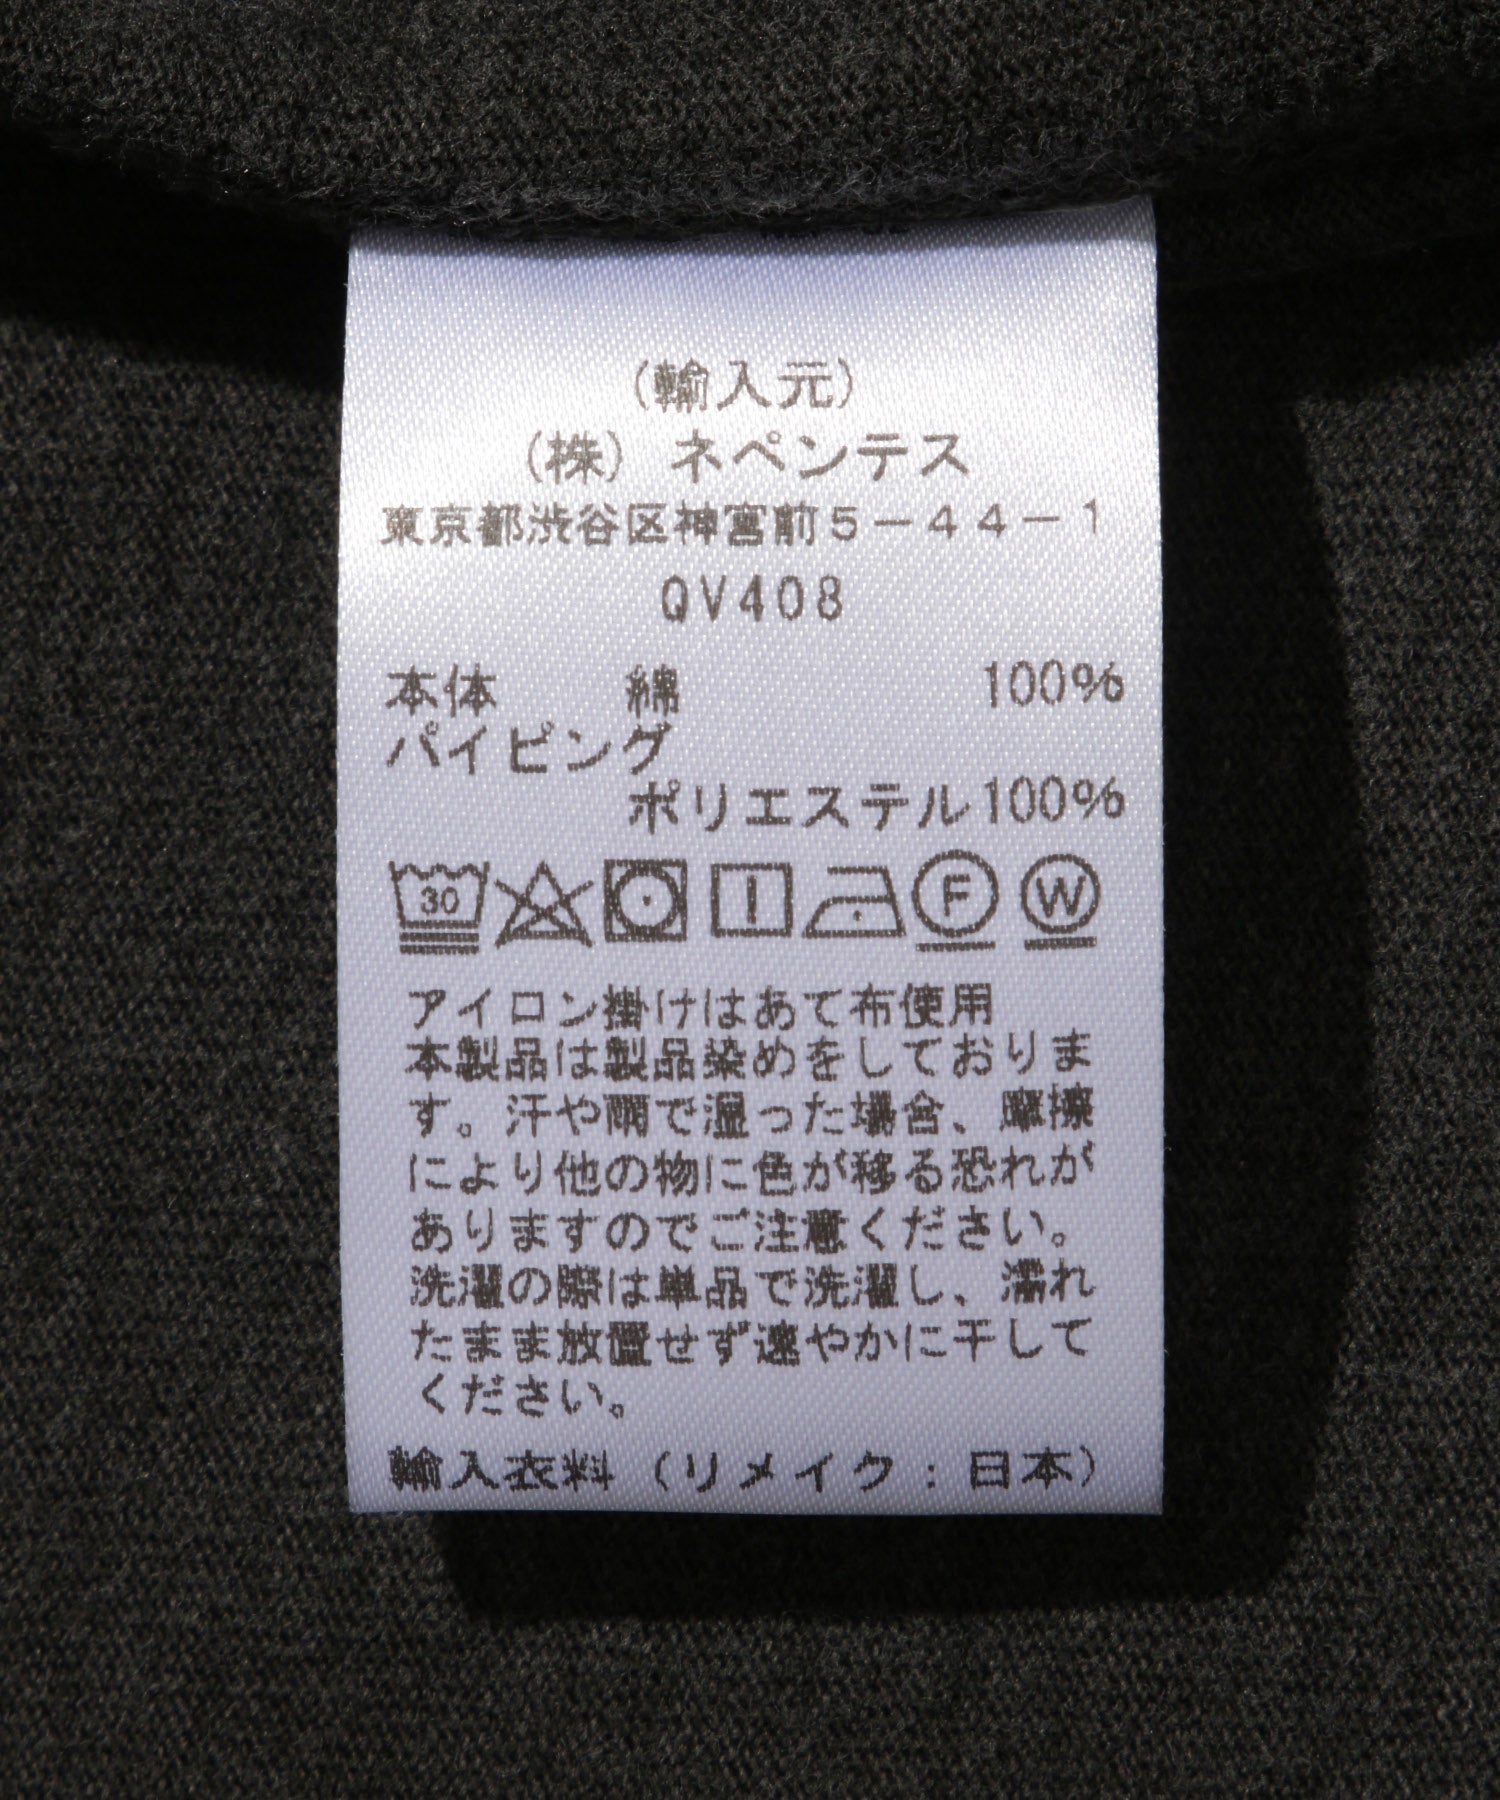 (輸入元)
(株) ネペンテス
東京都渋谷区神宮前5-44-1
QV408
本体 綿 100%
パイピング
ポリエステル100%
30 F W
アイロン掛けはあて布使用
本製品は製品染めをしておりま
す。汗や雨で湿った場合、摩擦
により他の物に色が移る恐れが
ありますのでご注意ください。
洗濯の際は単品で洗濯し、濡れ
たまま放置せず速やかに干して
ください。
輸入衣料(リメイク:日本)